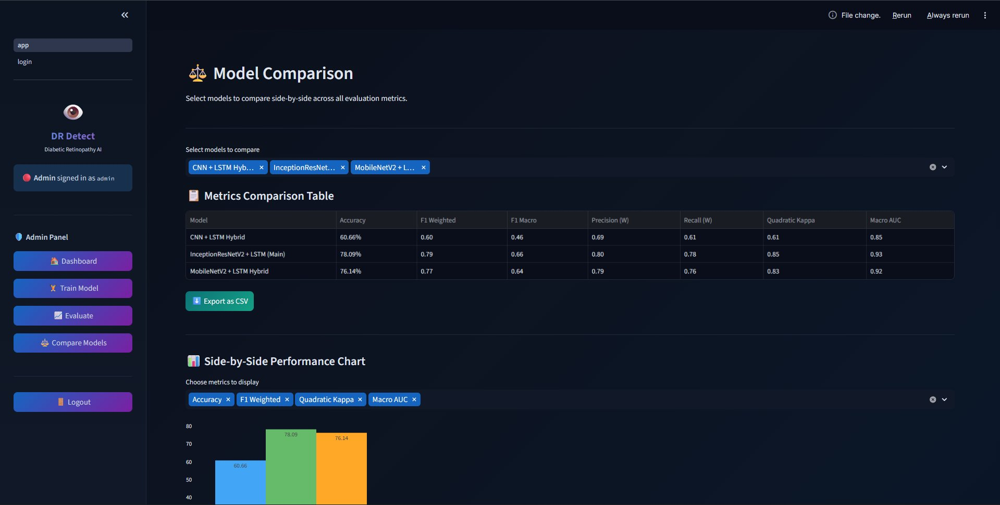 File change. Rerun Always rerun
app
login
DR Detect
Diabetic Retinopathy AI
Admin signed in as admin
Admin Panel
Dashboard
Train Model
Evaluate
Compare Models
Logout
Model Comparison
Select models to compare side-by-side across all evaluation metrics.
Select models to compare
CNN + LSTM Hyb... InceptionResNet... MobileNetV2 + L...
Metrics Comparison Table
Model Accuracy F1 Weighted F1 Macro Precision (W) Recall (W) Quadratic Kappa Macro AUC
CNN + LSTM Hybrid 60.66% 0.60 0.46 0.69 0.61 0.61 0.85
InceptionResNetV2 + LSTM (Main) 78.09% 0.79 0.66 0.80 0.78 0.85 0.93
MobileNetV2 + LSTM Hybrid 76.14% 0.77 0.64 0.79 0.76 0.83 0.92
Export as CSV
Side-by-Side Performance Chart
Choose metrics to display
Accuracy F1 Weighted Quadratic Kappa Macro AUC
80
78.09
76.14
70
60
60.66
50
40